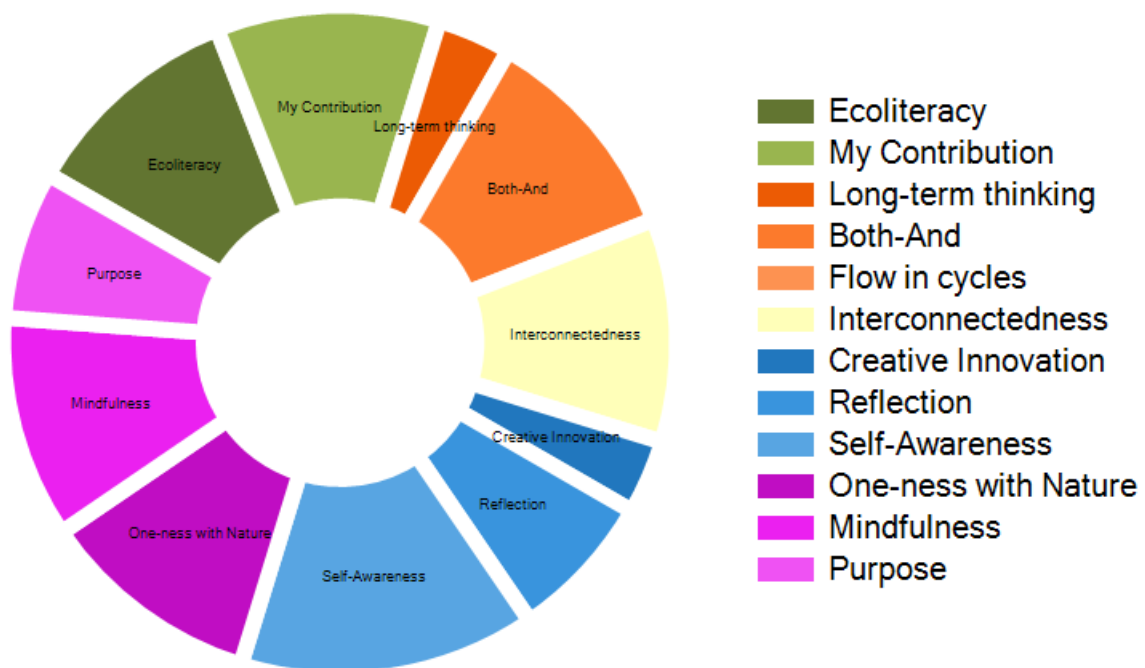 My Contribution
Long-term thinking
Ecoliteracy
Both-And
Purpose
Interconnectedness
Mindfulness
Creative Innovation
Reflection
One-ness with Nature
Self-Awareness
Ecoliteracy
My Contribution
Long-term thinking
Both-And
Flow in cycles
Interconnectedness
Creative Innovation
Reflection
Self-Awareness
One-ness with Nature
Mindfulness
Purpose